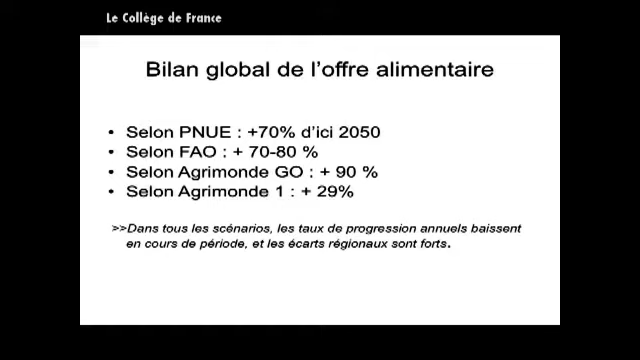 Le Collège de France
Bilan global de l'offre alimentaire
• Selon PNUE : +70% d'ici 2050
• Selon FAO : + 70-80 %
• Selon Agrimonde GO : + 90 %
• Selon Agrimonde 1 : + 29%
>>Dans tous les scénarios, les taux de progression annuels baissent
en cours de période, et les écarts régionaux sont forts.